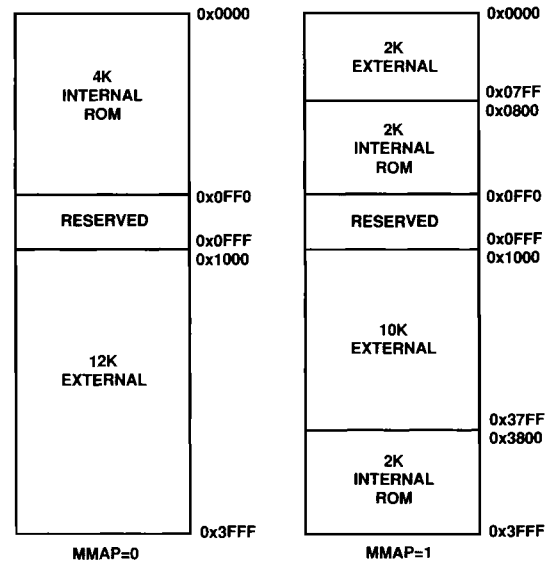 0x0000
4K
INTERNAL
ROM
0x0FF0
RESERVED
0x0FFF
0x1000
12K
EXTERNAL
0x3FFF
MMAP=0
0x0000
2K
EXTERNAL
0x07FF
0x0800
2K
INTERNAL
ROM
0x0FF0
RESERVED
0x0FFF
0x1000
10K
EXTERNAL
0x37FF
0x3800
2K
INTERNAL
ROM
0x3FFF
MMAP=1